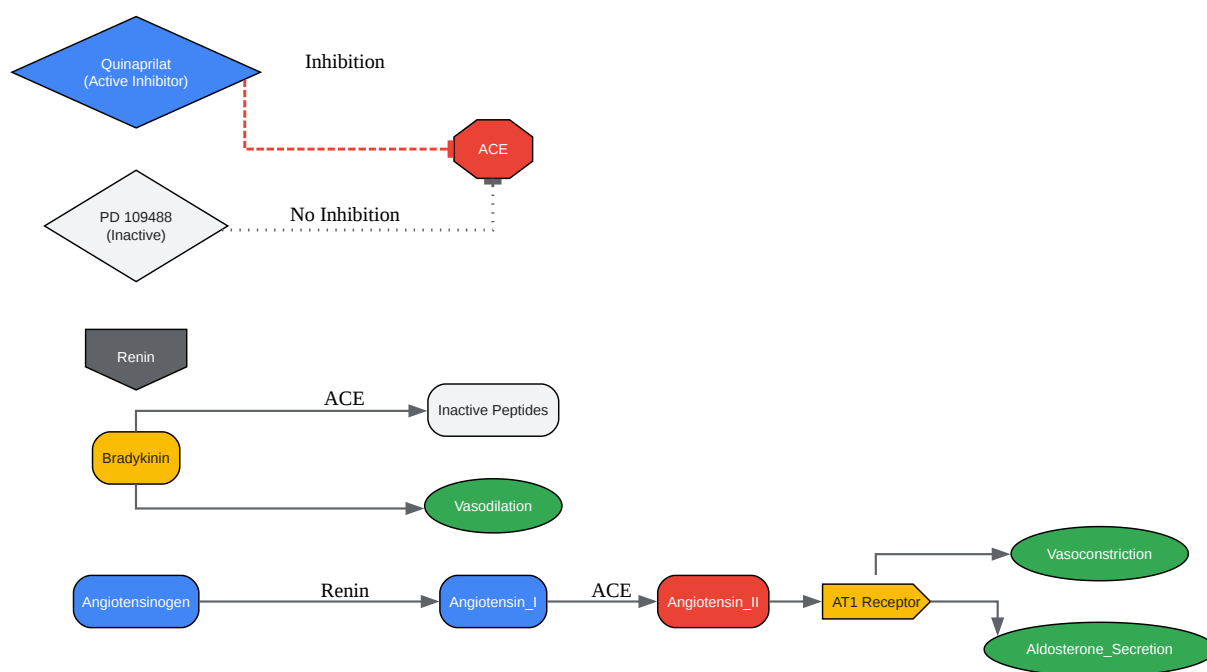 Quinaprilat
(Active Inhibitor)
Inhibition
ACE
PD 109488
(Inactive)
No Inhibition
Renin
ACE
Inactive Peptides
Bradykinin
Vasodilation
Vasoconstriction
Angiotensinogen
Renin
Angiotensin_I
ACE
Angiotensin_II
AT1 Receptor
Aldosterone_Secretion